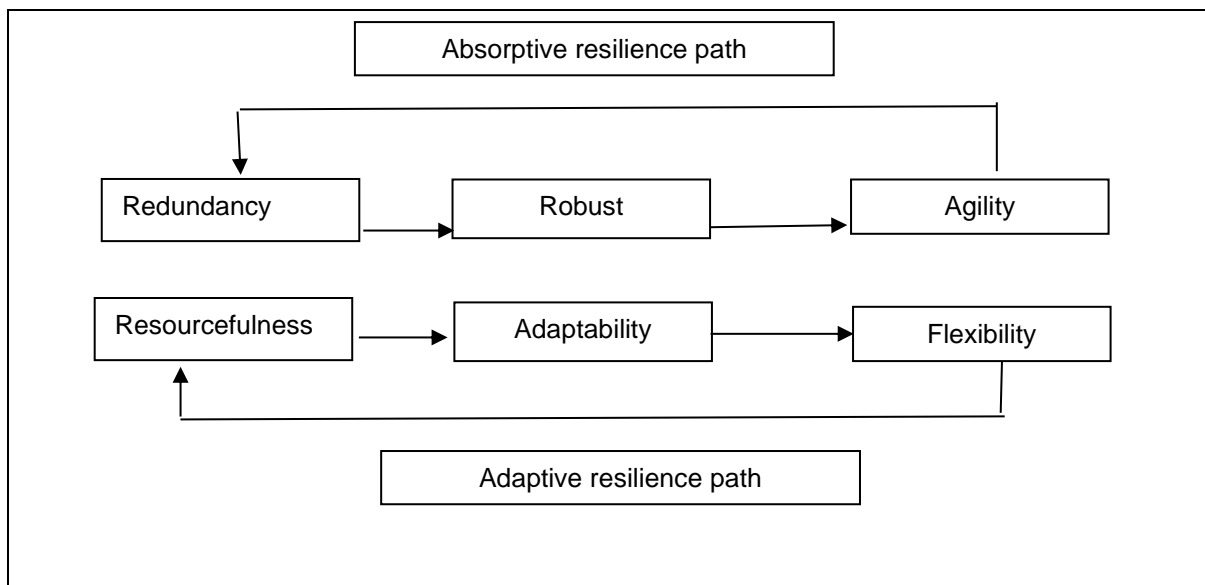 Absorptive resilience path
Redundancy
Robust
Agility
Resourcefulness
Adaptability
Flexibility
Adaptive resilience path